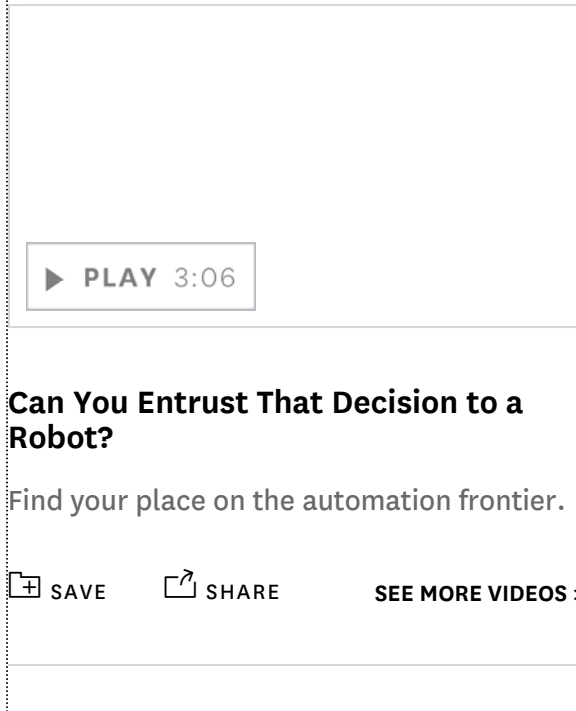 PLAY 3:06
Can You Entrust That Decision to a
Robot?
Find your place on the automation frontier.
SAVE SHARE SEE MORE VIDEOS >